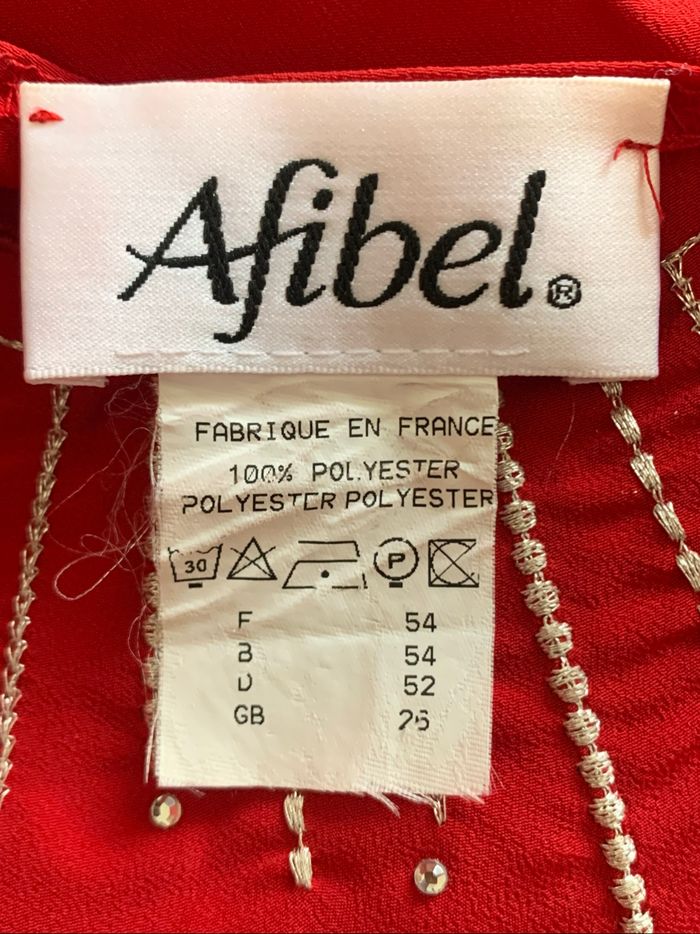 Afibel®
FABRIQUE EN FRANCE
100% POLYESTER
POLYESTER POLYESTER
30 P
F 54
B 54
D 52
GB 26